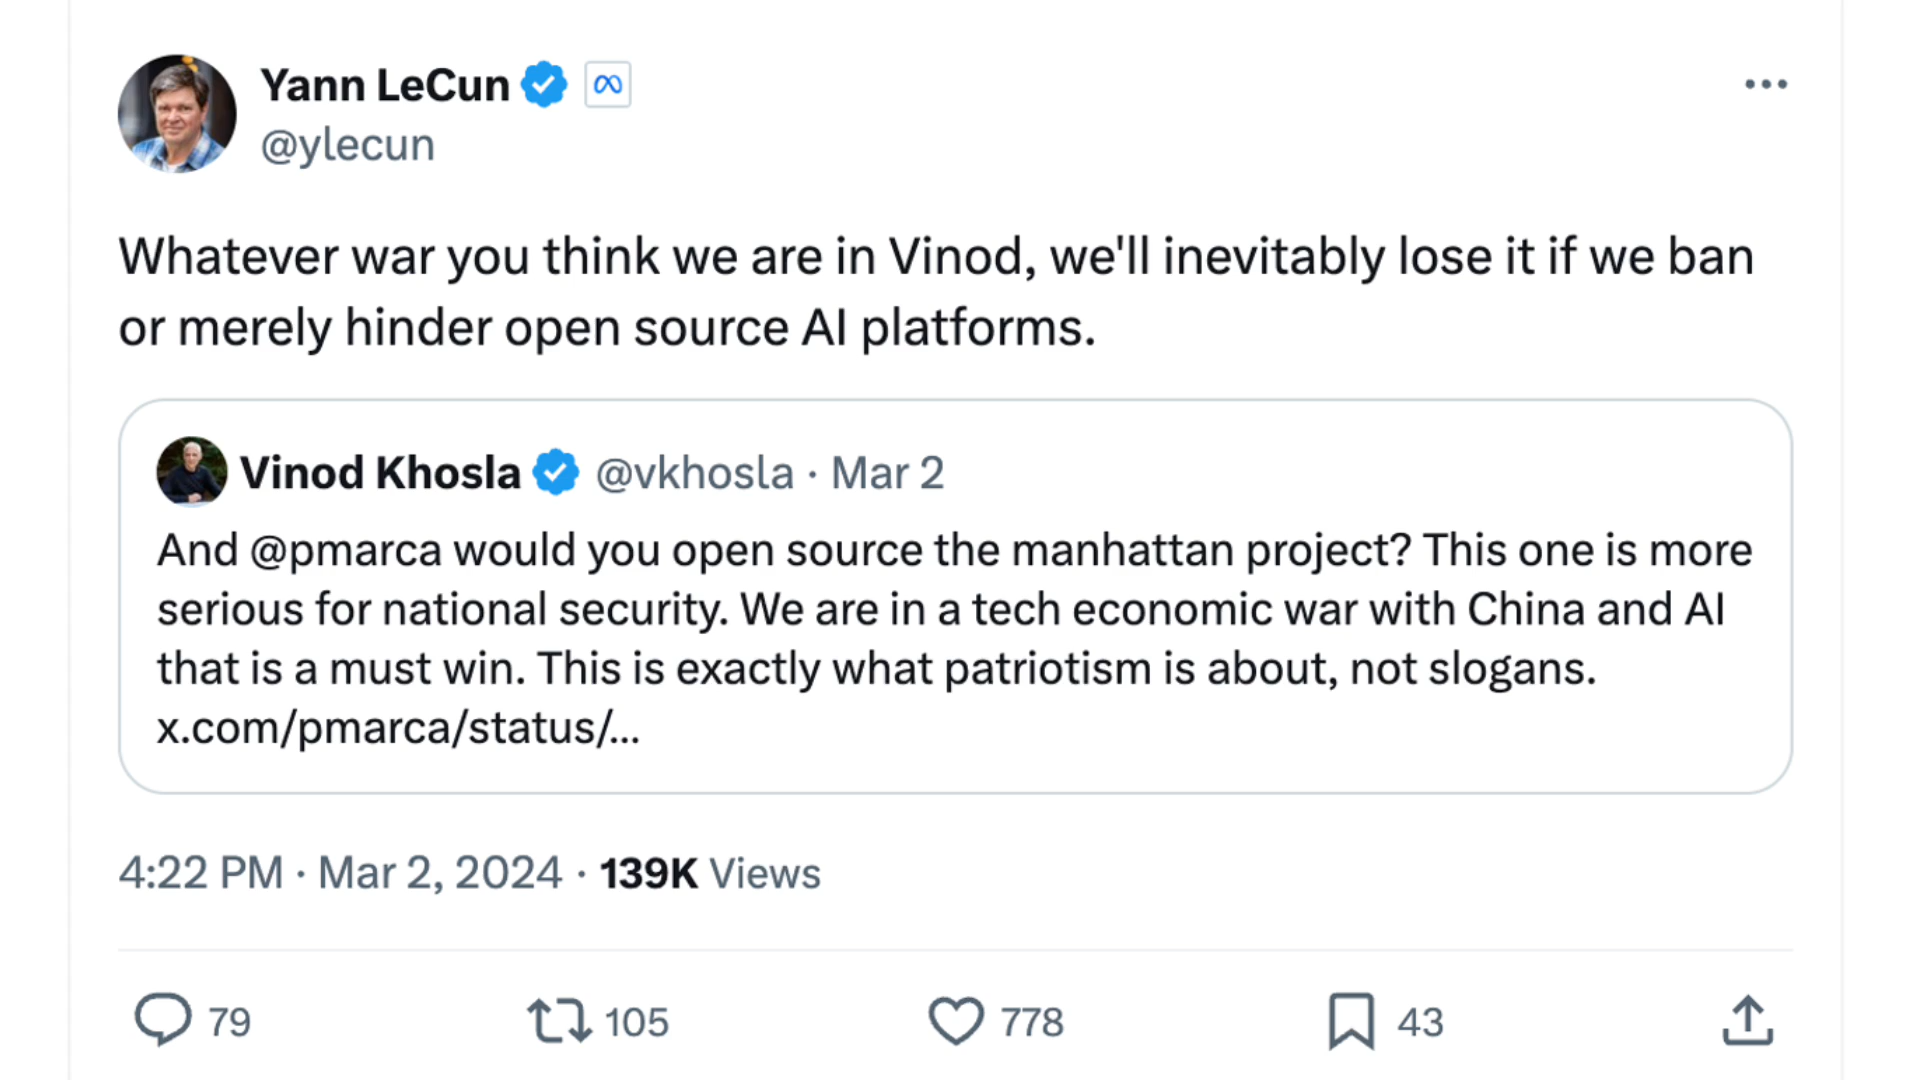 Yann LeCun
@ylecun
Whatever war you think we are in Vinod, we'll inevitably lose it if we ban
or merely hinder open source AI platforms.
Vinod Khosla @vkhosla · Mar 2
And @pmarca would you open source the manhattan project? This one is more
serious for national security. We are in a tech economic war with China and AI
that is a must win. This is exactly what patriotism is about, not slogans.
x.com/pmarca/status/...
4:22 PM · Mar 2, 2024 · 139K Views
79 105 778 43